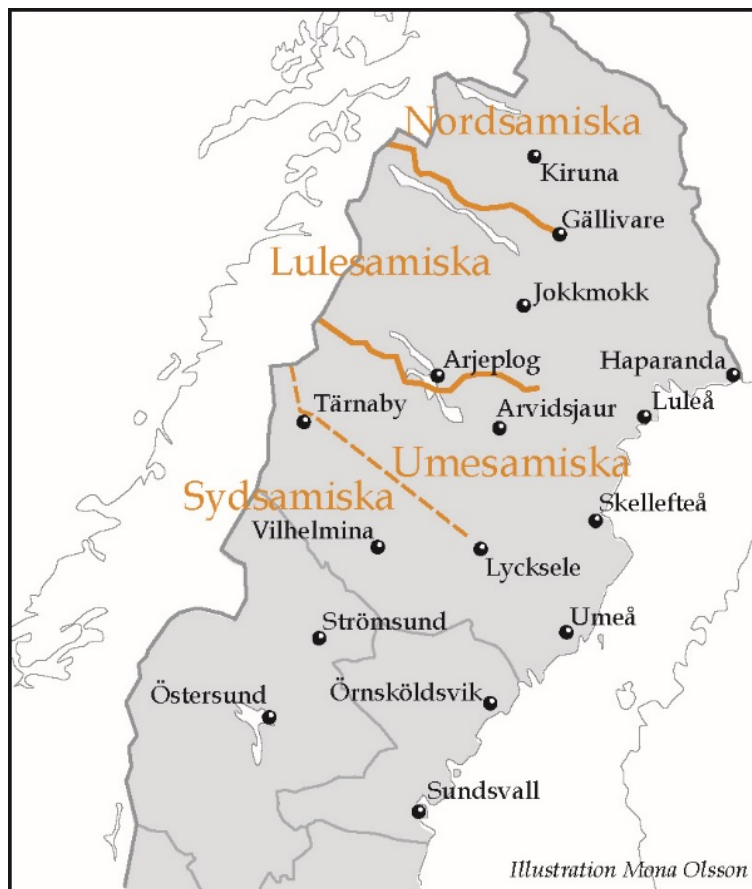 Nordsamiska
Kiruna
Gällivare
Lulesamiska
Jokkmokk
Arjeplog
Haparanda
Tärnaby
Arvidsjaur
Luleå
Umesamiska
Sydsamiska
Skellefteå
Vilhelmina
Lycksele
Strömsund
Umeå
Östersund
Örnsköldsvik
Sundsvall
Illustration Mona Olsson